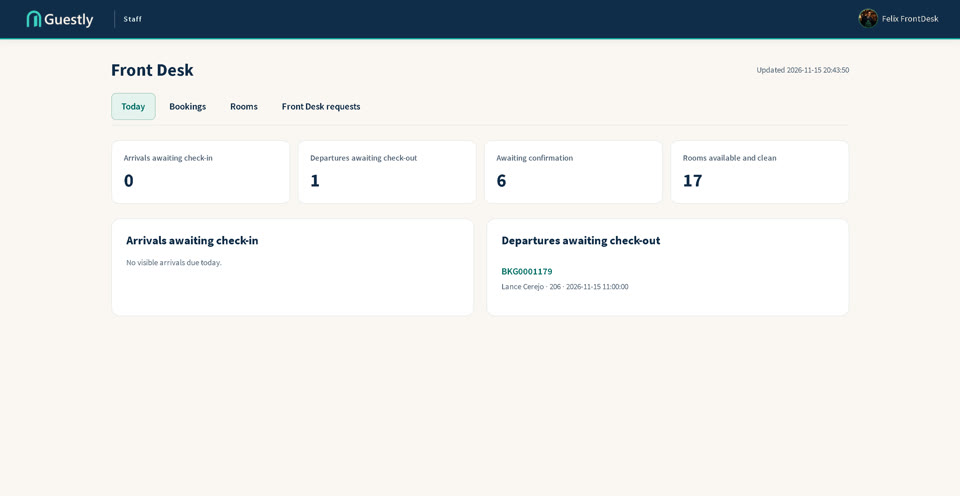 Guestly
Staff
Felix FrontDesk
Front Desk
Updated 2026-11-15 20:43:50
Today
Bookings
Rooms
Front Desk requests
Arrivals awaiting check-in
0
Departures awaiting check-out
1
Awaiting confirmation
6
Rooms available and clean
17
Arrivals awaiting check-in
No visible arrivals due today.
Departures awaiting check-out
BKG0001179
Lance Cerejo · 206 · 2026-11-15 11:00:00